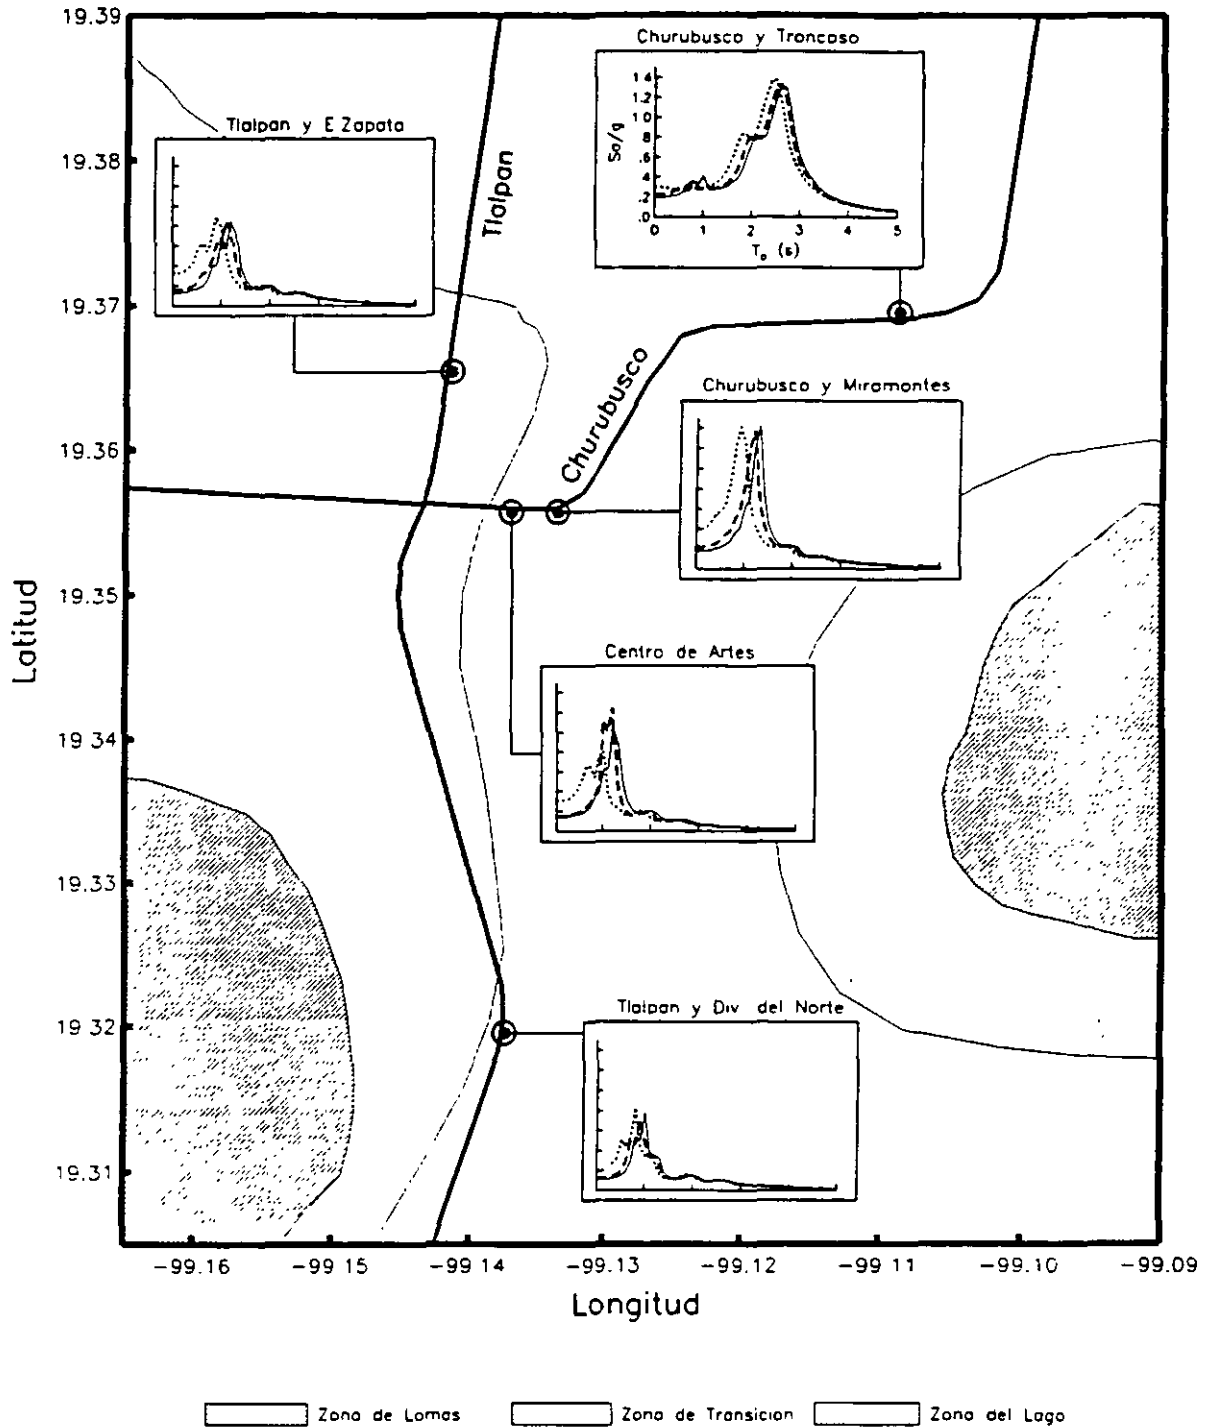 19.39
Churubusco y Troncoso
1.4
1.2
1.0
.8
.6
.4
.2
.0
Sa/g
0 1 2 3 4 5
T₀ (s)
Tlalpan y E Zapata
19.38
Tlalpan
19.37
Churubusco
Churubusco y Miramontes
19.36
19.35
Latitud
Centro de Artes
19.34
19.33
Tlalpan y Div del Norte
19 32
19.31
-99.16 -99 15 -99 14 -99.13 -99.12 -99.11 -99.10 -99.09
Longitud
Zona de Lomas Zona de Transicion Zona del Lago